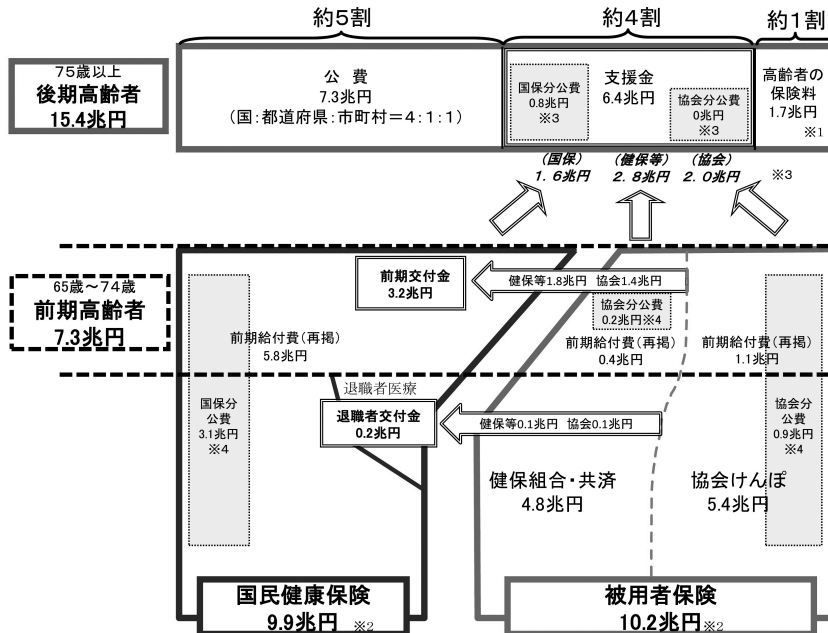 約5割
約4割
約1割
75歳以上
後期高齢者
15.4兆円
公 費
7.3兆円
(国:都道府県:市町村=4:1:1)
国保分公費
0.8兆円
※3
支援金
6.4兆円
協会分公費
0兆円
※3
高齢者の
保険料
1.7兆円
※1
(国保) (健保等) (協会)
1.6兆円 2.8兆円 2.0兆円 ※3
65歳~74歳
前期高齢者
7.3兆円
前期交付金
3.2兆円
健保等1.8兆円 協会1.4兆円
協会分公費
0.2兆円※4
前期給付費(再掲)
5.8兆円
前期給付費(再掲)
0.4兆円
前期給付費(再掲)
1.1兆円
国保分
公費
3.1兆円
※4
退職者医療
退職者交付金
0.2兆円
健保等0.1兆円 協会0.1兆円
協会分
公費
0.9兆円
※4
健保組合・共済
4.8兆円
協会けんぽ
5.4兆円
国民健康保険
9.9兆円 ※2
被用者保険
10.2兆円 ※2